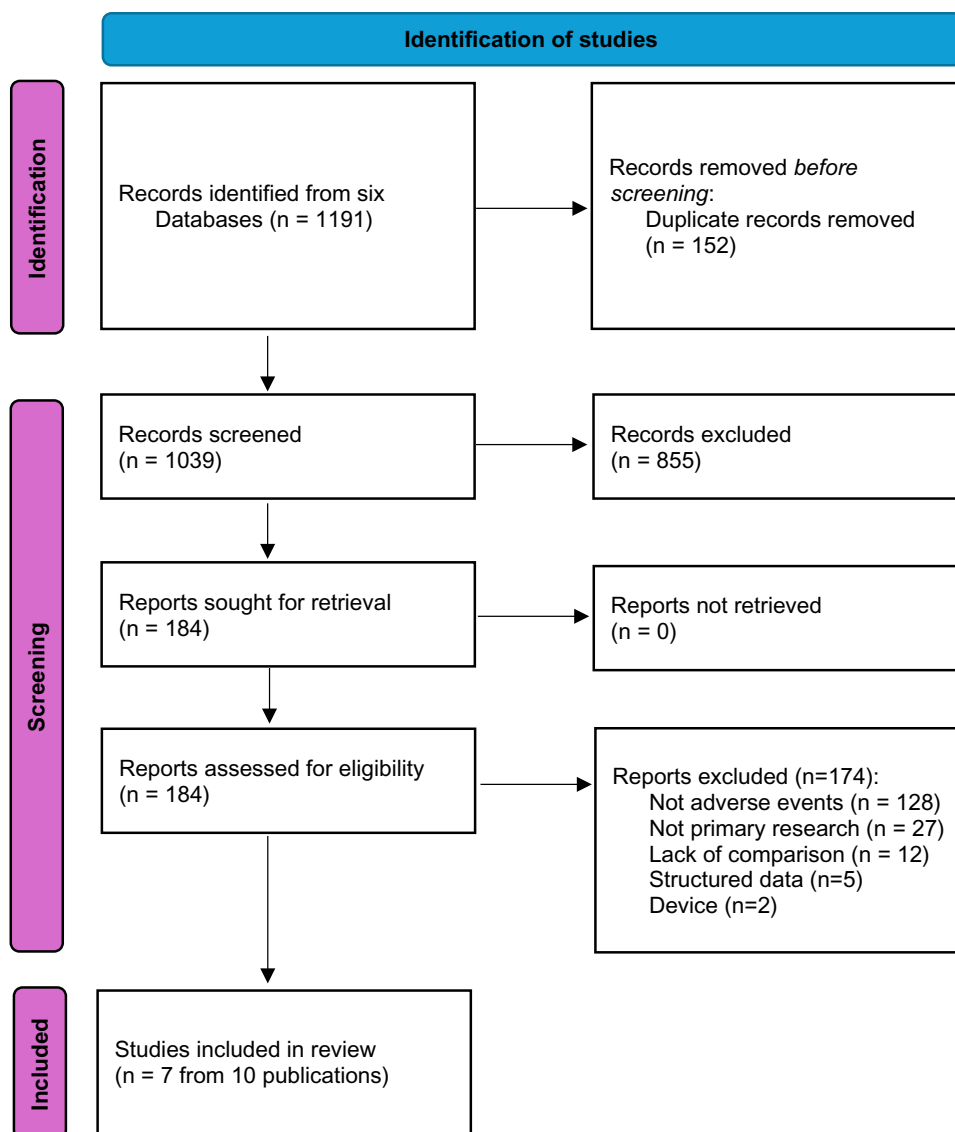 Identification of studies
Identification
Records identified from six
Databases (n = 1191)
Records removed before
screening:
Duplicate records removed
(n = 152)
Screening
Records screened
(n = 1039)
Records excluded
(n = 855)
Reports sought for retrieval
(n = 184)
Reports not retrieved
(n = 0)
Reports assessed for eligibility
(n = 184)
Reports excluded (n=174):
Not adverse events (n = 128)
Not primary research (n = 27)
Lack of comparison (n = 12)
Structured data (n=5)
Device (n=2)
Included
Studies included in review
(n = 7 from 10 publications)